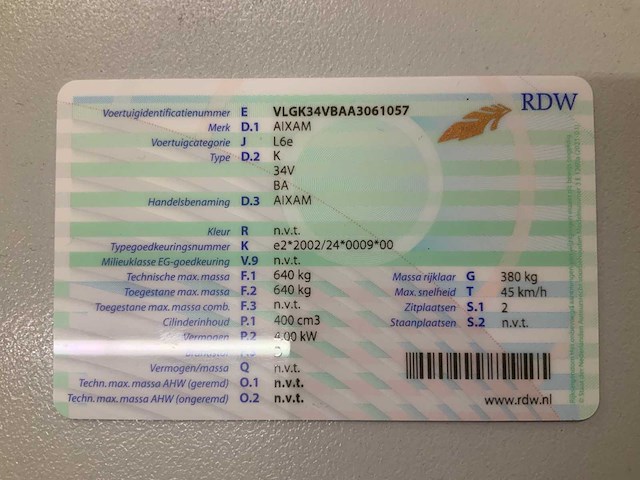 RDW
Voertuigidentificatienummer E VLGK34VBAA3061057
Merk D.1 AIXAM
Voertuigcategorie J L6e
Type D.2 K
34V
BA
Handelsbenaming D.3 AIXAM
Kleur R n.v.t.
Typegoedkeuringsnummer K e2*2002/24*0009*00
Milieuklasse EG-goedkeuring V.9 n.v.t.
Technische max. massa F.1 640 kg
Toegestane max. massa F.2 640 kg
Toegestane max. massa comb. F.3 n.v.t.
Cilinderinhoud P.1 400 cm3
Vermogen P.2 4.00 kW
Vermogen/massa Q n.v.t.
Techn. max. massa AHW (geremd) O.1 n.v.t.
Techn. max. massa AHW (ongeremd) O.2 n.v.t.
Massa rijklaar G 380 kg
Max. snelheid T 45 km/h
Zitplaatsen S.1 2
Staanplaatsen S.2 n.v.t.
www.rdw.nl